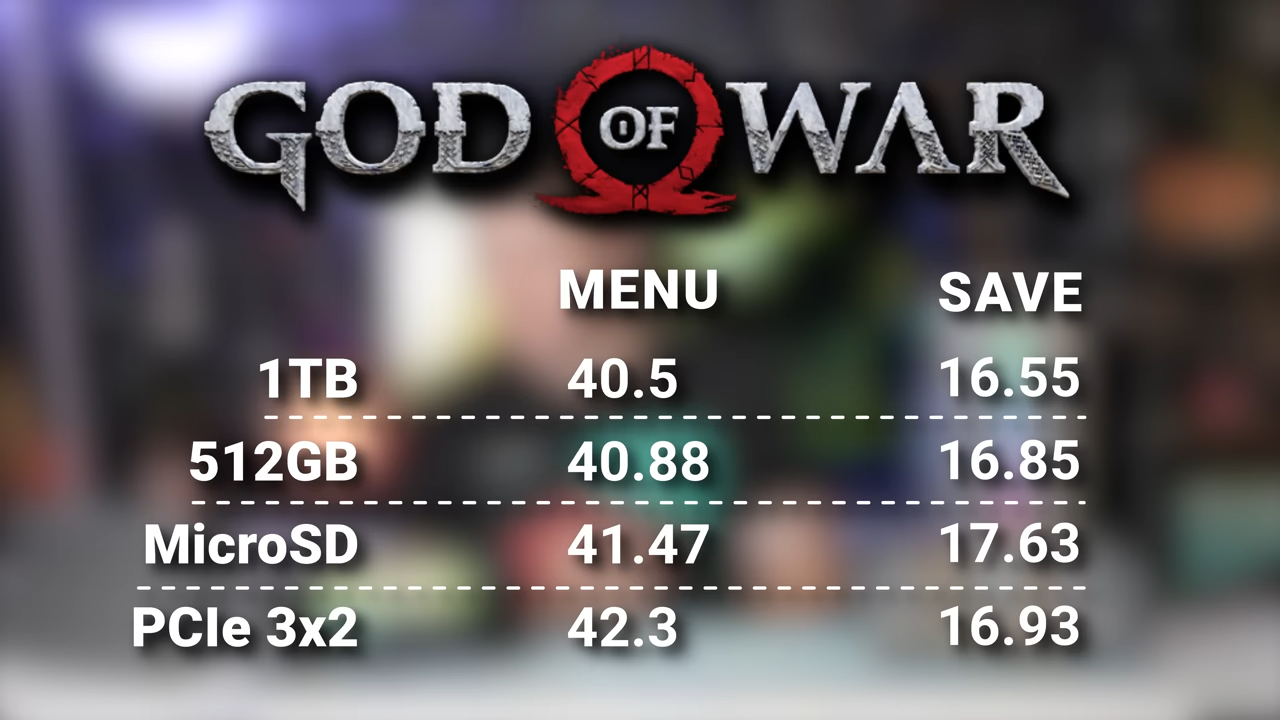 GOD OF WAR
MENU SAVE
1TB 40.5 16.55
512GB 40.88 16.85
MicroSD 41.47 17.63
PCIe 3x2 42.3 16.93